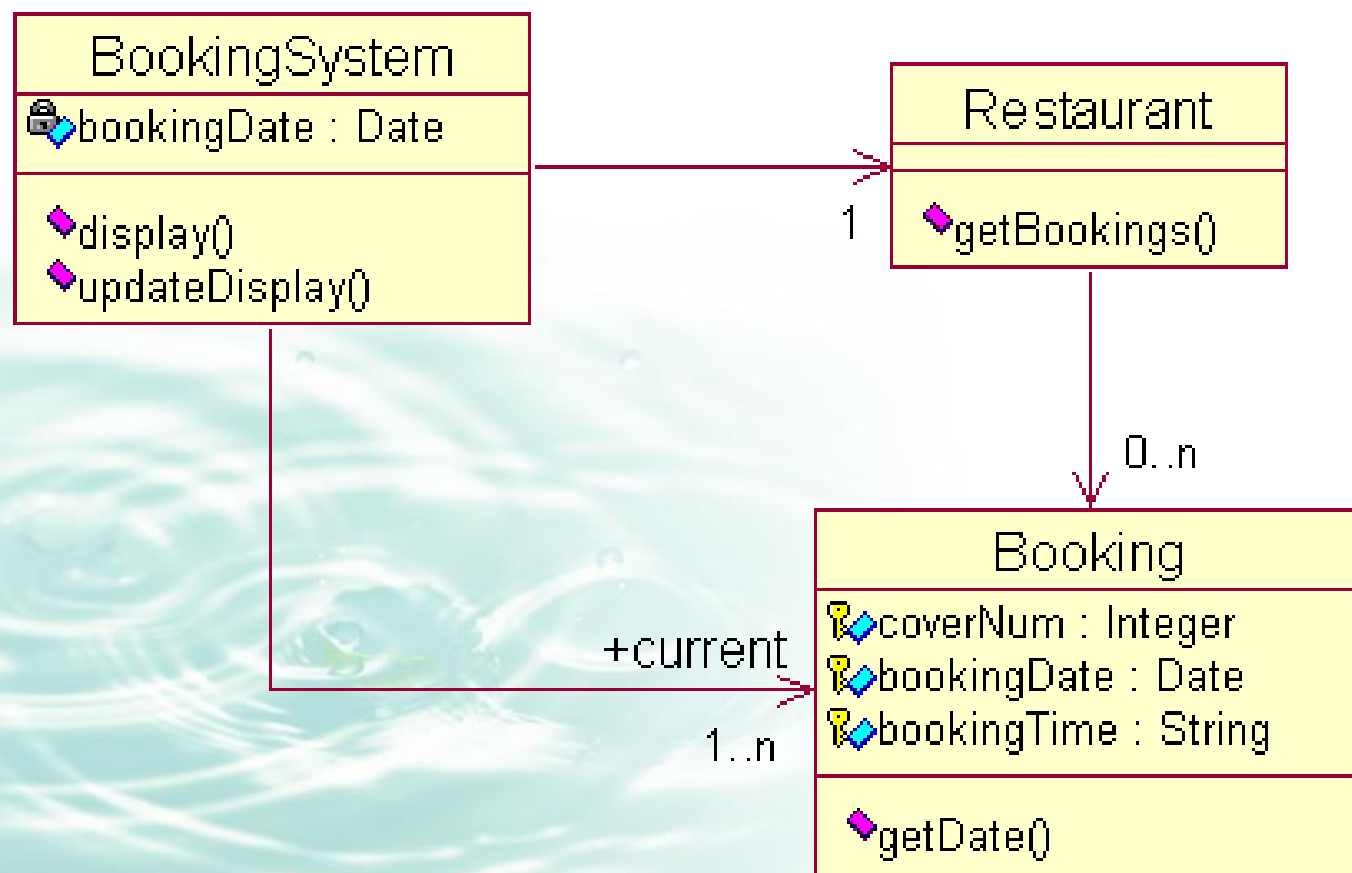 BookingSystem
bookingDate : Date
display()
updateDisplay()
1
Restaurant
getBookings()
0..n
+current
1..n
Booking
coverNum : Integer
bookingDate : Date
bookingTime : String
getDate()